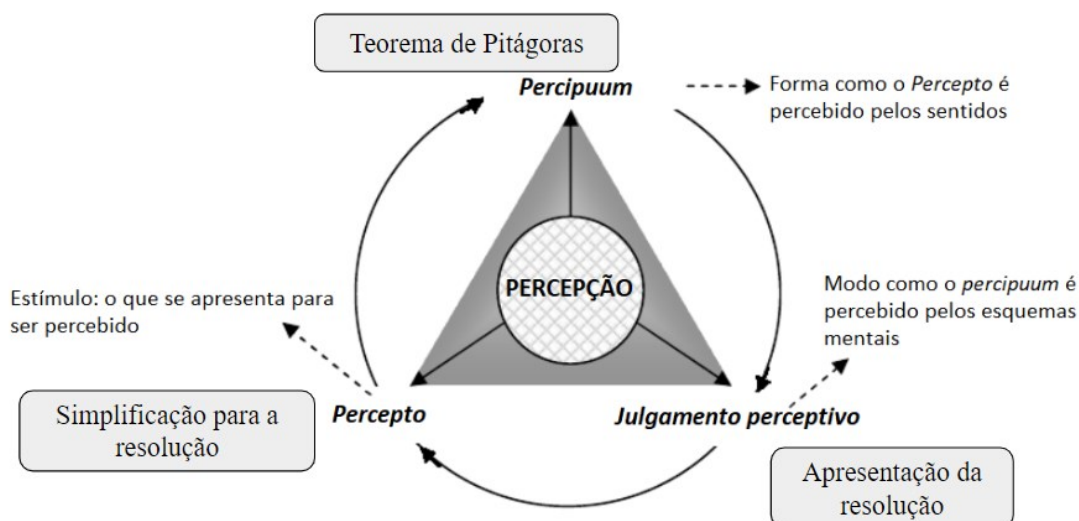 Teorema de Pitágoras
Percipuum
Forma como o Percepto é
percebido pelos sentidos
PERCEPÇÃO
Estímulo: o que se apresenta para
ser percebido
Modo como o percipuum é
percebido pelos esquemas
mentais
Simplificação para a
resolução
Percepto
Julgamento perceptivo
Apresentação da
resolução